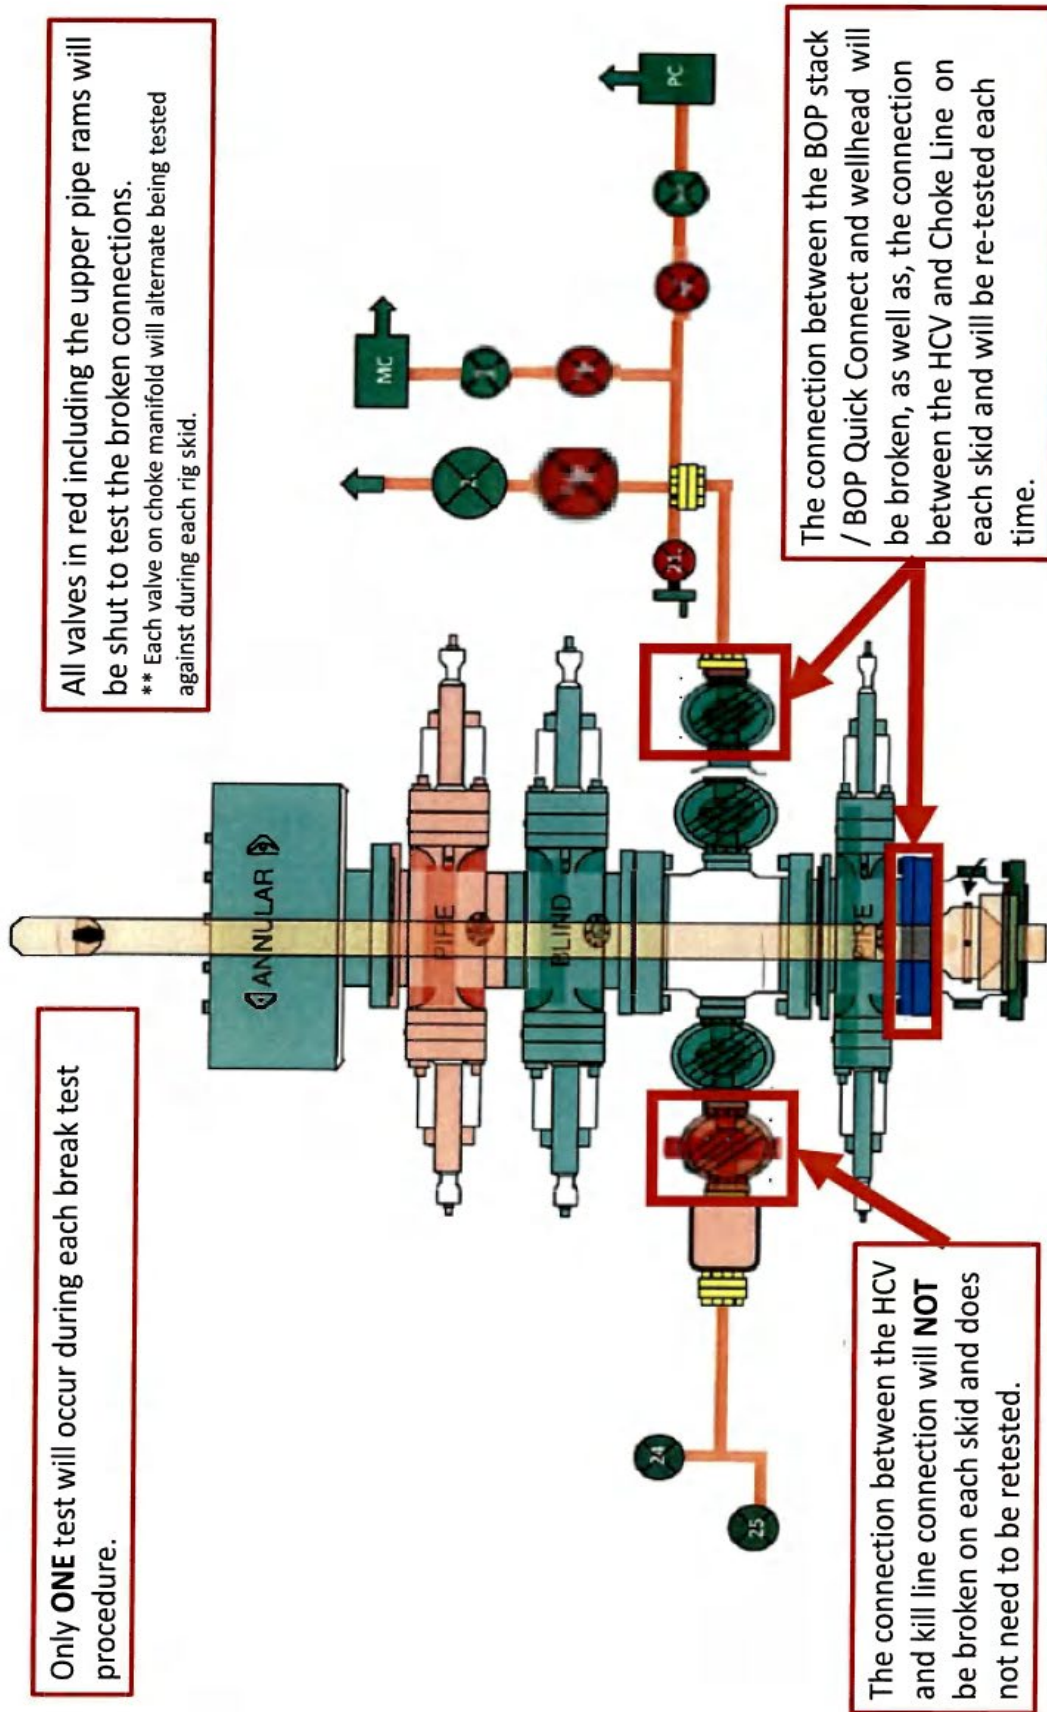 Only ONE test will occur during each break test
procedure.
All valves in red including the upper pipe rams will
be shut to test the broken connections.
** Each valve on choke manifold will alternate being tested
against during each rig skid.
ANNULAR
PIPE
BLIND
PIPE
MC
PC
2.
21.
24
25
The connection between the HCV
and kill line connection will NOT
be broken on each skid and does
not need to be retested.
The connection between the BOP stack
/ BOP Quick Connect and wellhead will
be broken, as well as, the connection
between the HCV and Choke Line on
each skid and will be re-tested each
time.